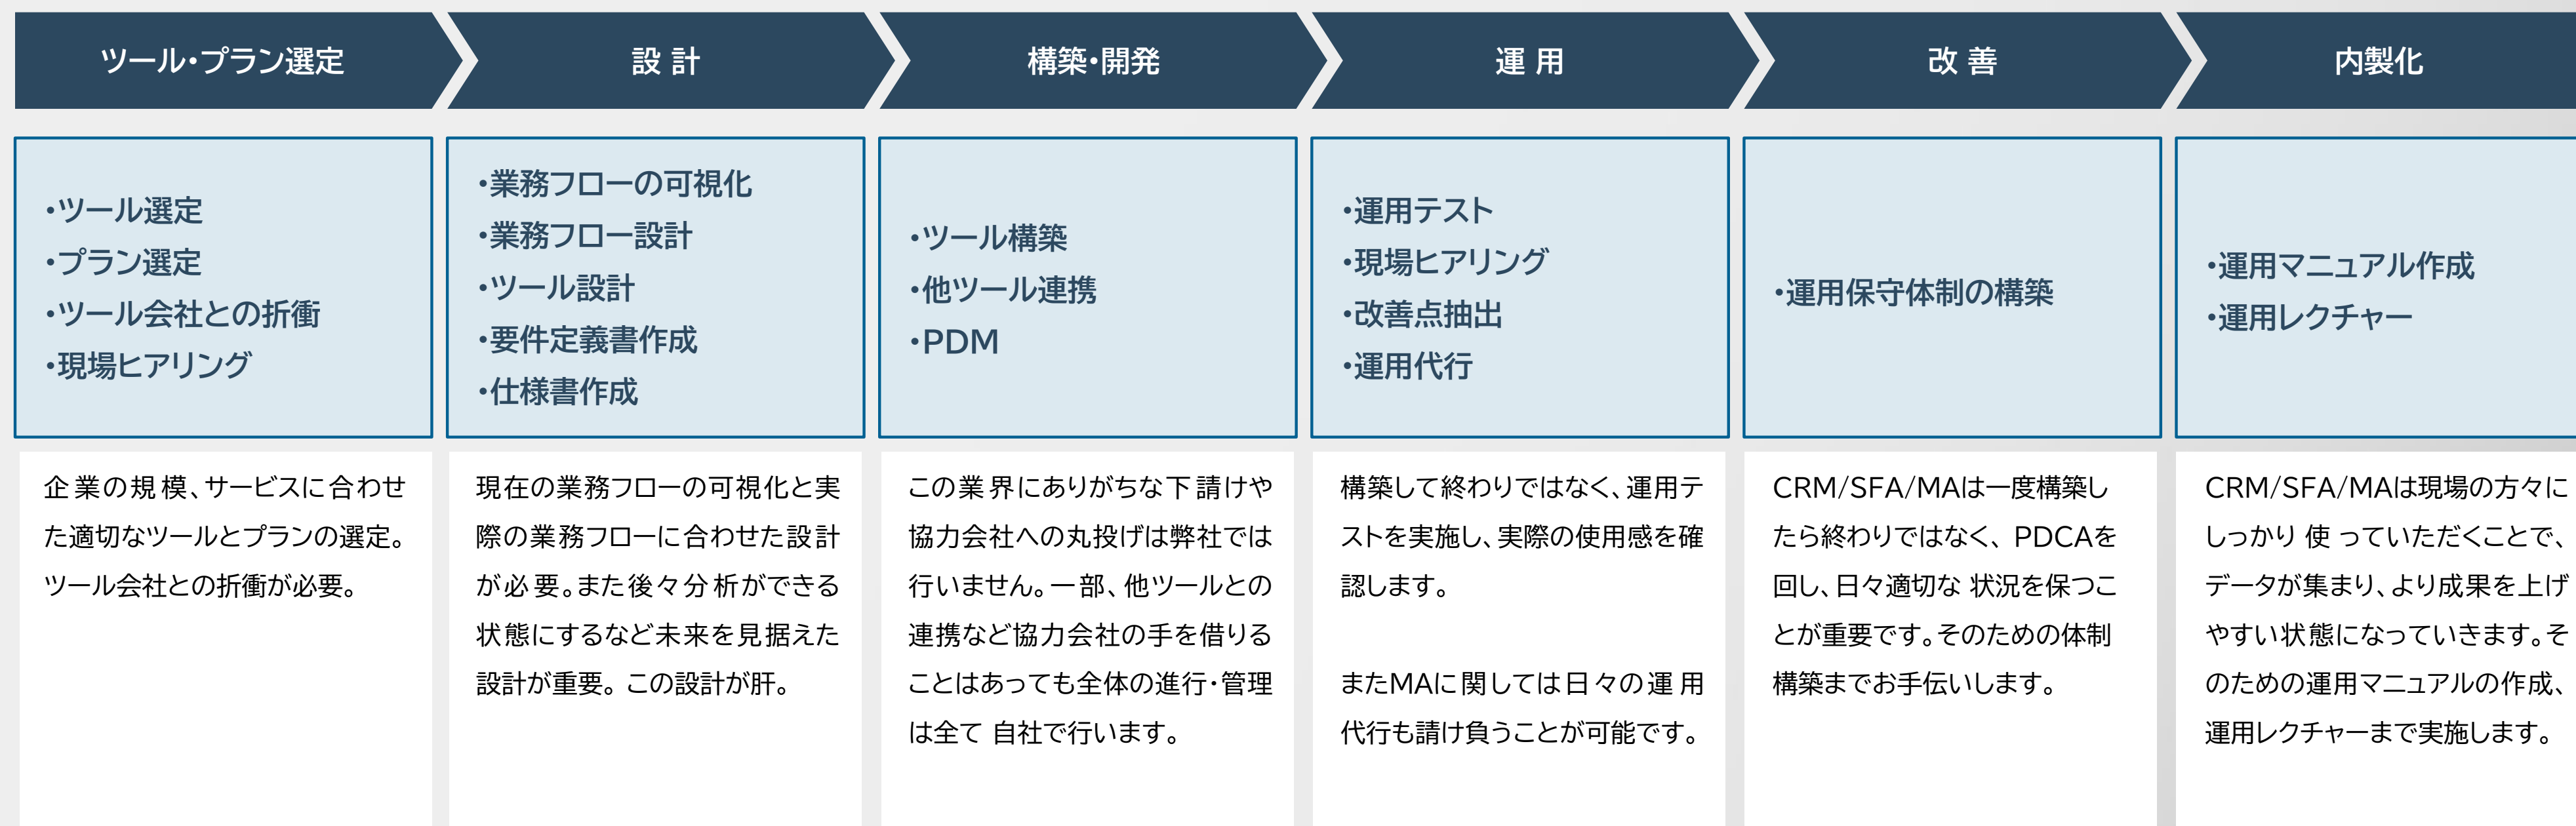 ツール・プラン選定
設 計
構築・開発
運 用
改 善
内製化
・ツール選定
・プラン選定
・ツール会社との折衝
・現場ヒアリング
・業務フローの可視化
・業務フロー設計
・ツール設計
・要件定義書作成
・仕様書作成
・ツール構築
・他ツール連携
・PDM
・運用テスト
・現場ヒアリング
・改善点抽出
・運用代行
・運用保守体制の構築
・運用マニュアル作成
・運用レクチャー
企業の規模、サービスに合わせ
た適切なツールとプランの選定。
ツール会社との折衝が必要。
現在の業務フローの可視化と実
際の業務フローに合わせた設計
が必要。また後々分析ができる
状態にするなど未来を見据えた
設計が重要。この設計が肝。
この業界にありがちな下請けや
協力会社への丸投げは弊社では
行いません。一部、他ツールとの
連携など協力会社の手を借りる
ことはあっても全体の進行・管理
は全て 自社で行います。
構築して終わりではなく、運用テ
ストを実施し、実際の使用感を確
認します。
またMAに関しては日々の運用
代行も請け負うことが可能です。
CRM/SFA/MAは一度構築し
たら終わりではなく、PDCAを
回し、日々適切な 状況を保つこ
とが重要です。そのための体制
構築までお手伝いします。
CRM/SFA/MAは現場の方々に
しっかり 使 っていただくことで、
データが集まり、より成果を上げ
やすい状態になっていきます。そ
のための運用マニュアルの作成、
運用レクチャーまで実施します。